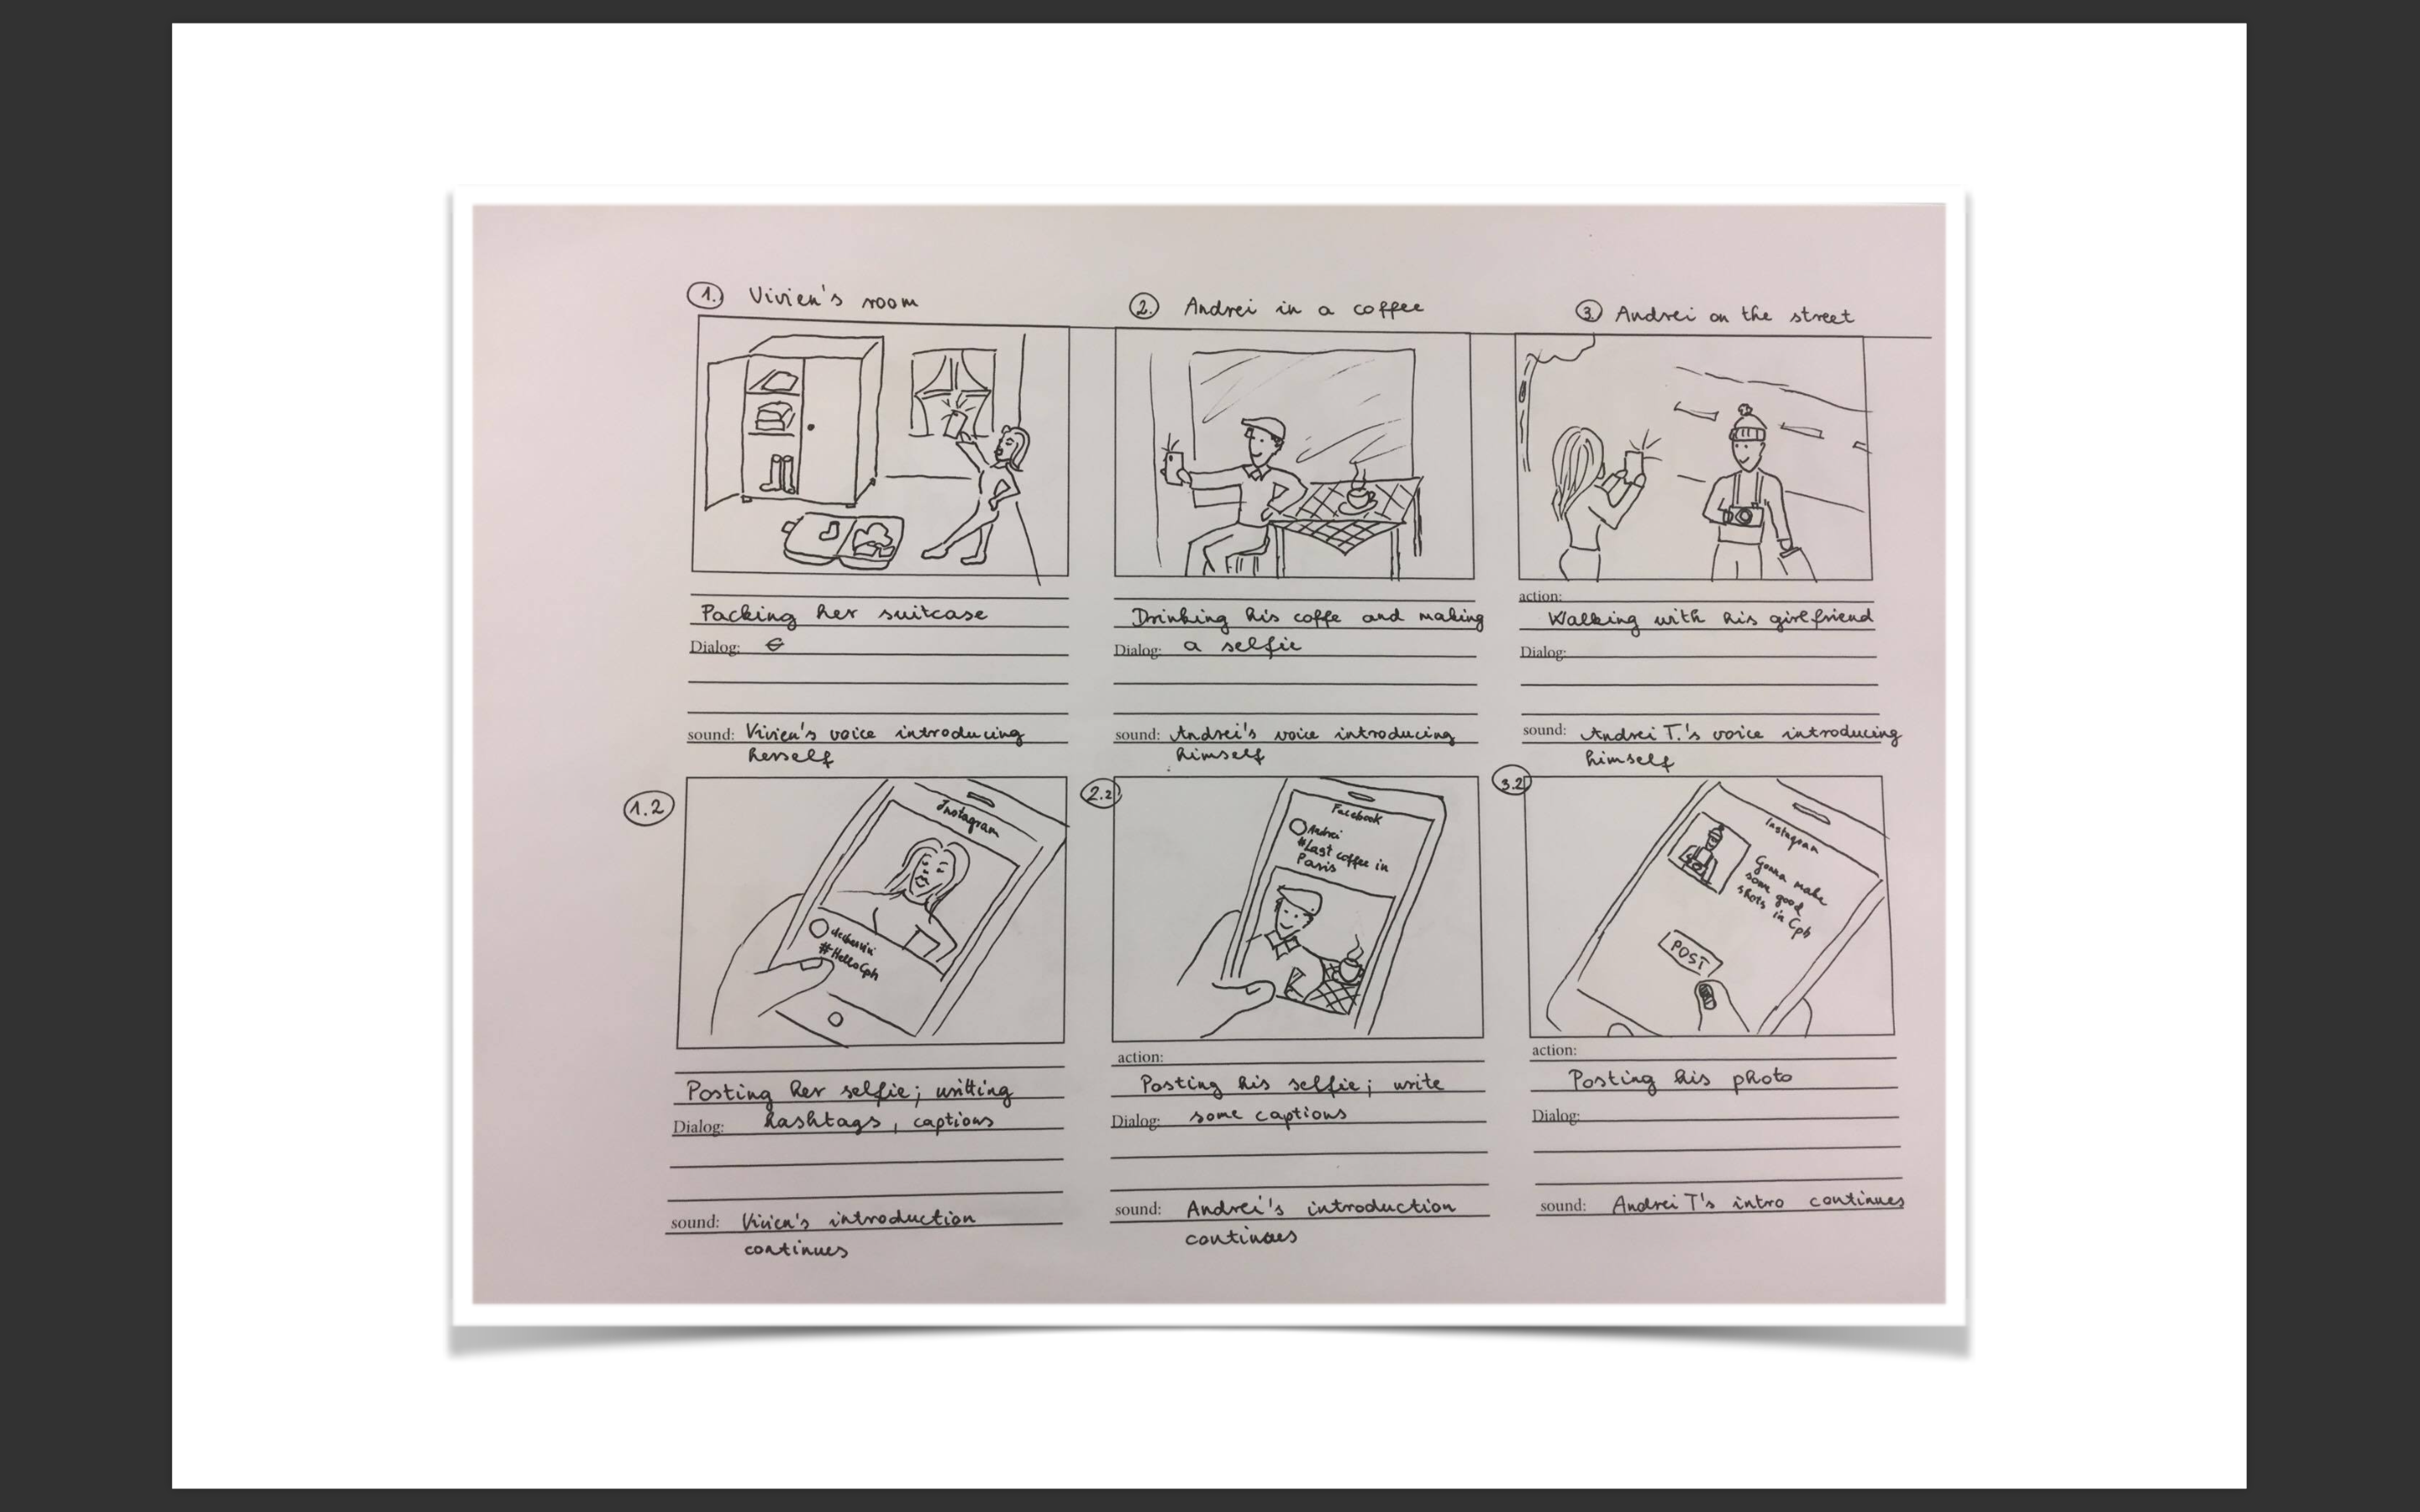 1. Vivien's room
2. Andrei in a coffee
3. Andrei on the street
Packing her suitcase
Dialog:
sound: Vivien's voice introducing
herself
Drinking his coffe and making
Dialog: a selfie
sound: Andrei's voice introducing
himself
action:
Walking with his girlfriend
Dialog:
sound: Andrei T.'s voice introducing
himself
1.2
Instagram
#HelloCph
Posting her selfie; writting
Dialog: hashtags, captions
sound: Vivien's introduction
continues
2.2
Facebook
Andrei
#Last coffee in
Paris
action:
Posting his selfie; write
Dialog: some captions
sound: Andrei's introduction
continues
3.2
Instagram
Gonna make
some good
shots in Cph
POST
action:
Posting his photo
Dialog:
sound: Andrei T's intro continues